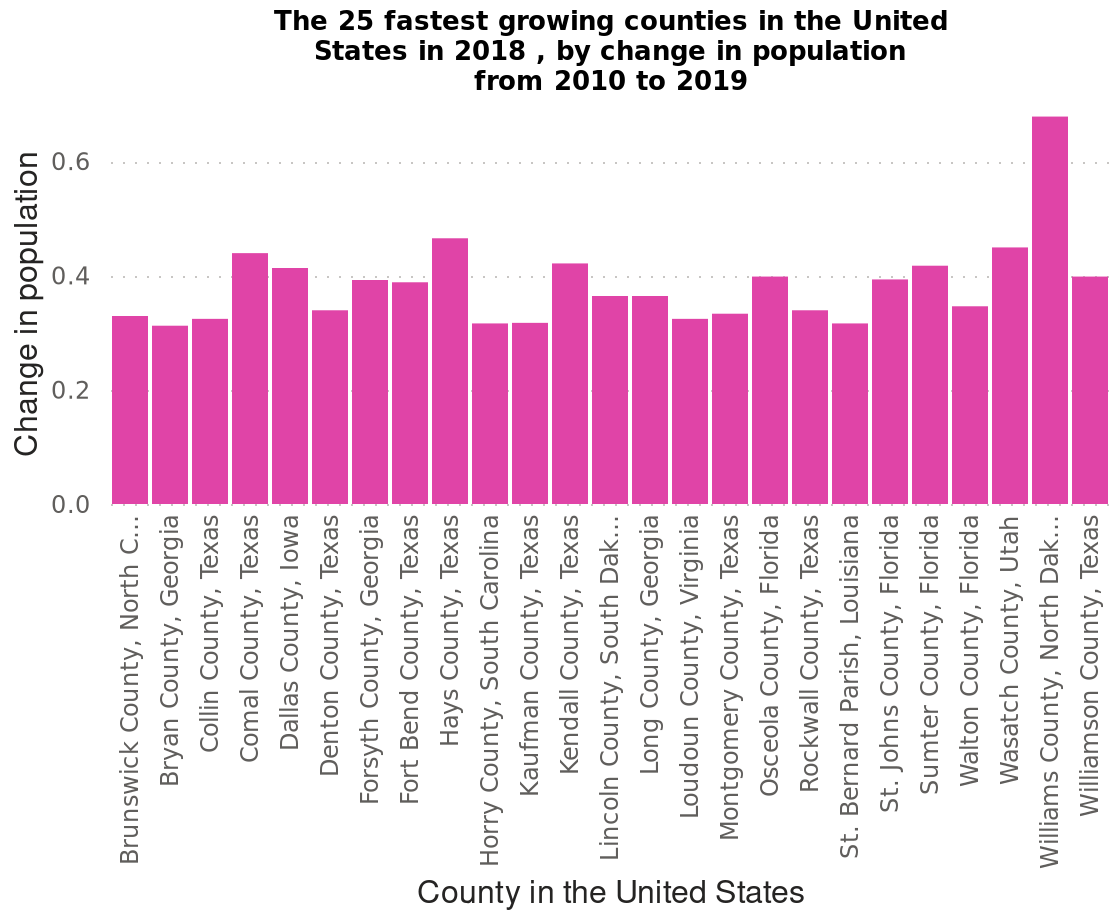 The 25 fastest growing counties in the United
States in 2018 , by change in population
from 2010 to 2019
Change in population
0.6
0.4
0.2
0.0
Brunswick County, North C...
Bryan County, Georgia
Collin County, Texas
Comal County, Texas
Dallas County, Iowa
Denton County, Texas
Forsyth County, Georgia
Fort Bend County, Texas
Hays County, Texas
Horry County, South Carolina
Kaufman County, Texas
Kendall County, Texas
Lincoln County, South Dak...
Long County, Georgia
Loudoun County, Virginia
Montgomery County, Texas
Osceola County, Florida
Rockwall County, Texas
St. Bernard Parish, Louisiana
St. Johns County, Florida
Sumter County, Florida
Walton County, Florida
Wasatch County, Utah
Williams County, North Dak...
Williamson County, Texas
County in the United States